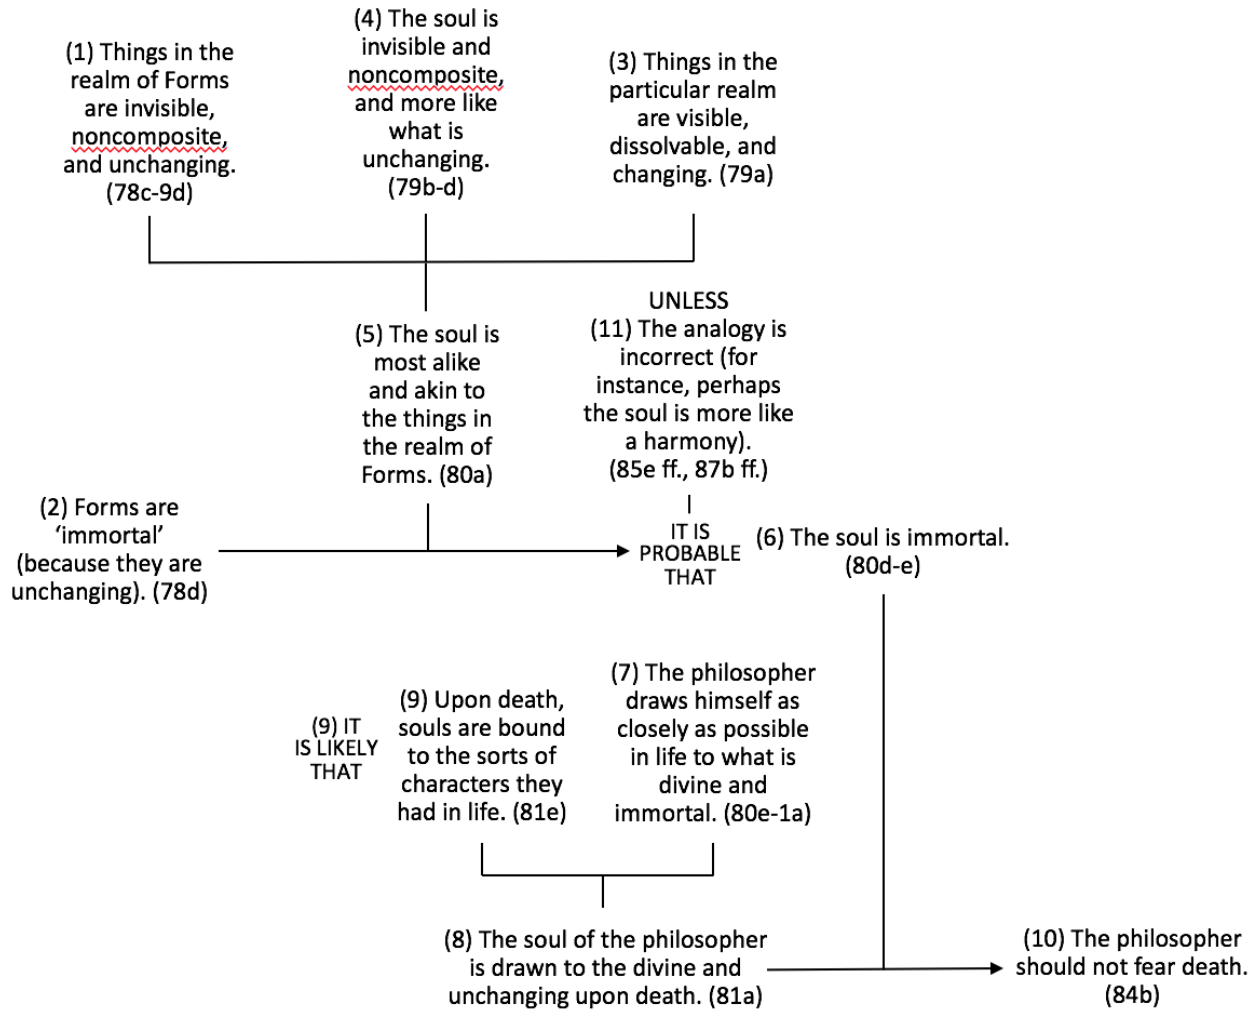 (1) Things in the
realm of Forms
are invisible,
noncomposite,
and unchanging.
(78c-9d)
(4) The soul is
invisible and
noncomposite,
and more like
what is
unchanging.
(79b-d)
(3) Things in the
particular realm
are visible,
dissolvable, and
changing. (79a)
(5) The soul is
most alike
and akin to
the things in
the realm of
Forms. (80a)
UNLESS
(11) The analogy is
incorrect (for
instance, perhaps
the soul is more like
a harmony).
(85e ff., 87b ff.)
(2) Forms are
‘immortal’
(because they are
unchanging). (78d)
IT IS
PROBABLE
THAT
(6) The soul is immortal.
(80d-e)
(9) IT
IS LIKELY
THAT
(9) Upon death,
souls are bound
to the sorts of
characters they
had in life. (81e)
(7) The philosopher
draws himself as
closely as possible
in life to what is
divine and
immortal. (80e-1a)
(8) The soul of the philosopher
is drawn to the divine and
unchanging upon death. (81a)
(10) The philosopher
should not fear death.
(84b)